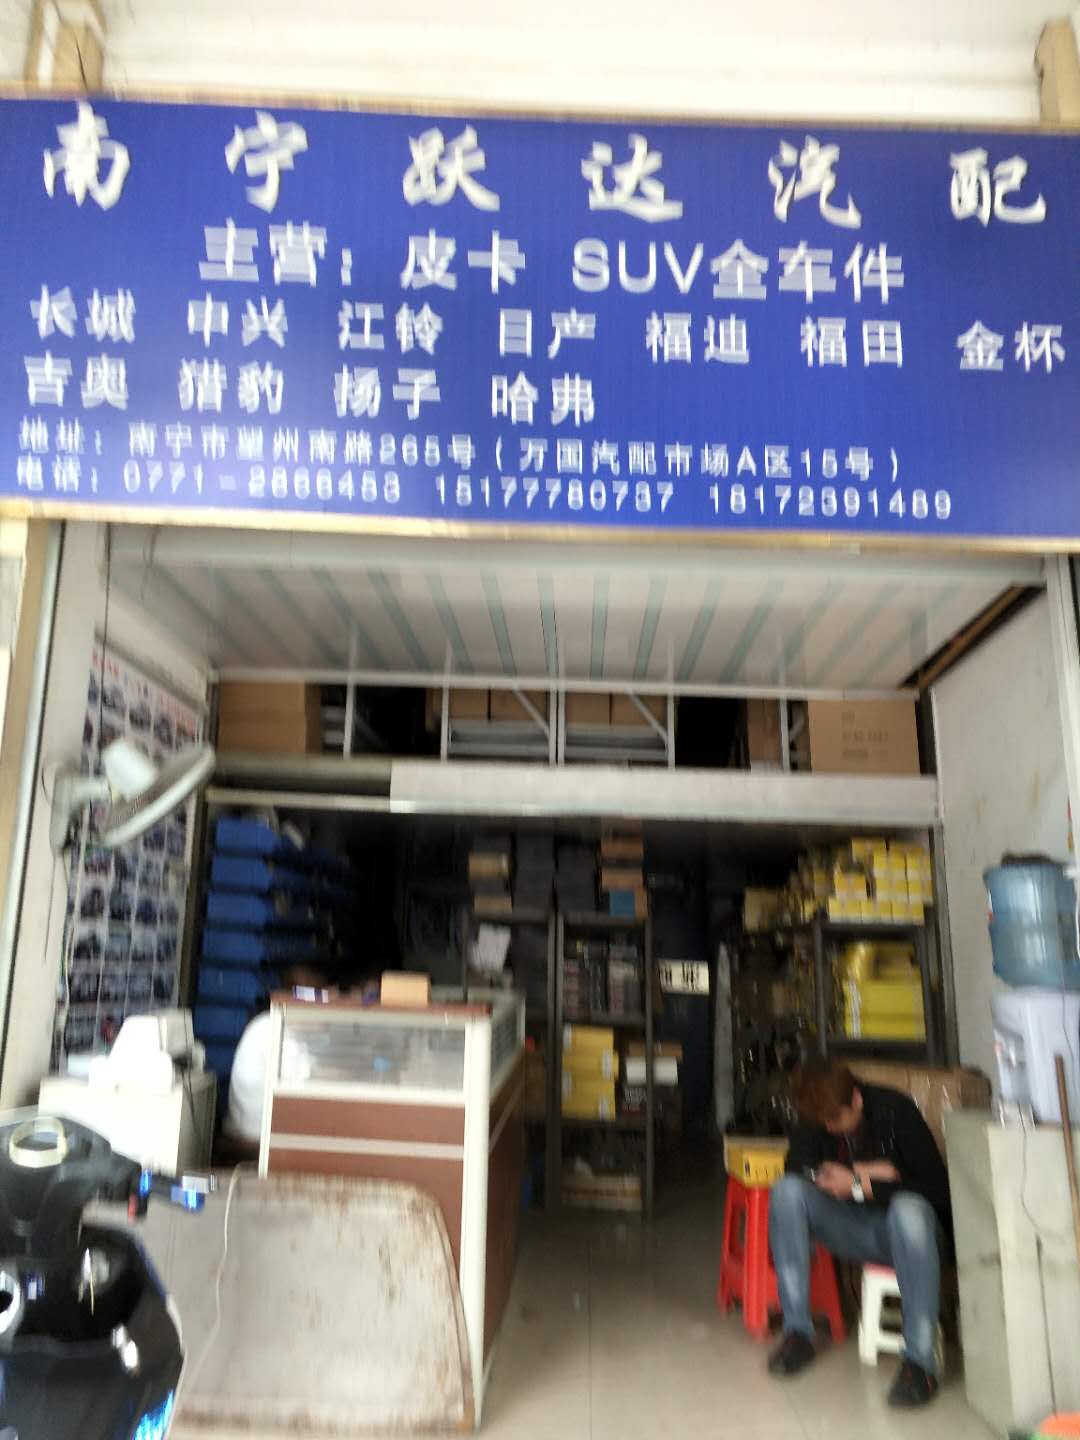 南宁跃达汽配
主营：皮卡 SUV全车件
长城 中兴 江铃 日产 福迪 福田 金杯
吉奥 猎豹 扬子 哈弗
地址：南宁市望州南路265号（万国汽配市场A区15号）
电话：0771-2866453 15177780737 18172391489